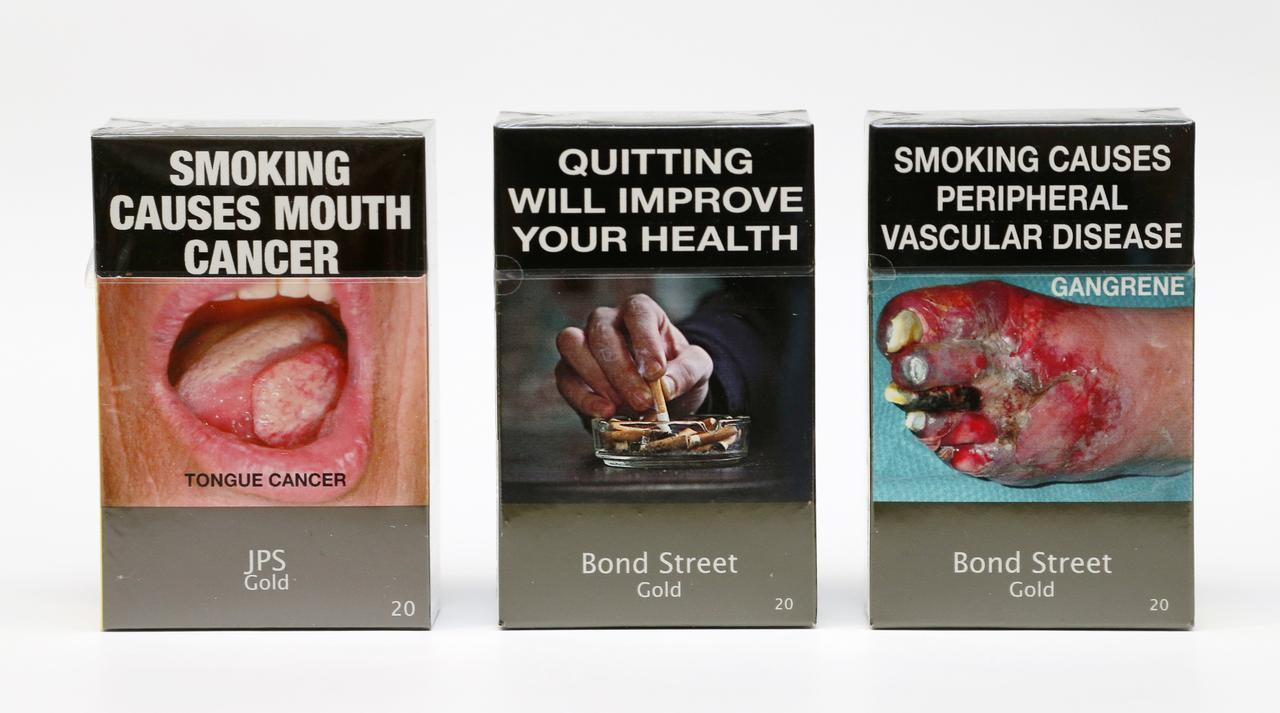 SMOKING
CAUSES MOUTH
CANCER
TONGUE CANCER
JPS
Gold
20
QUITTING
WILL IMPROVE
YOUR HEALTH
Bond Street
Gold
20
SMOKING CAUSES
PERIPHERAL
VASCULAR DISEASE
GANGRENE
Bond Street
Gold
20